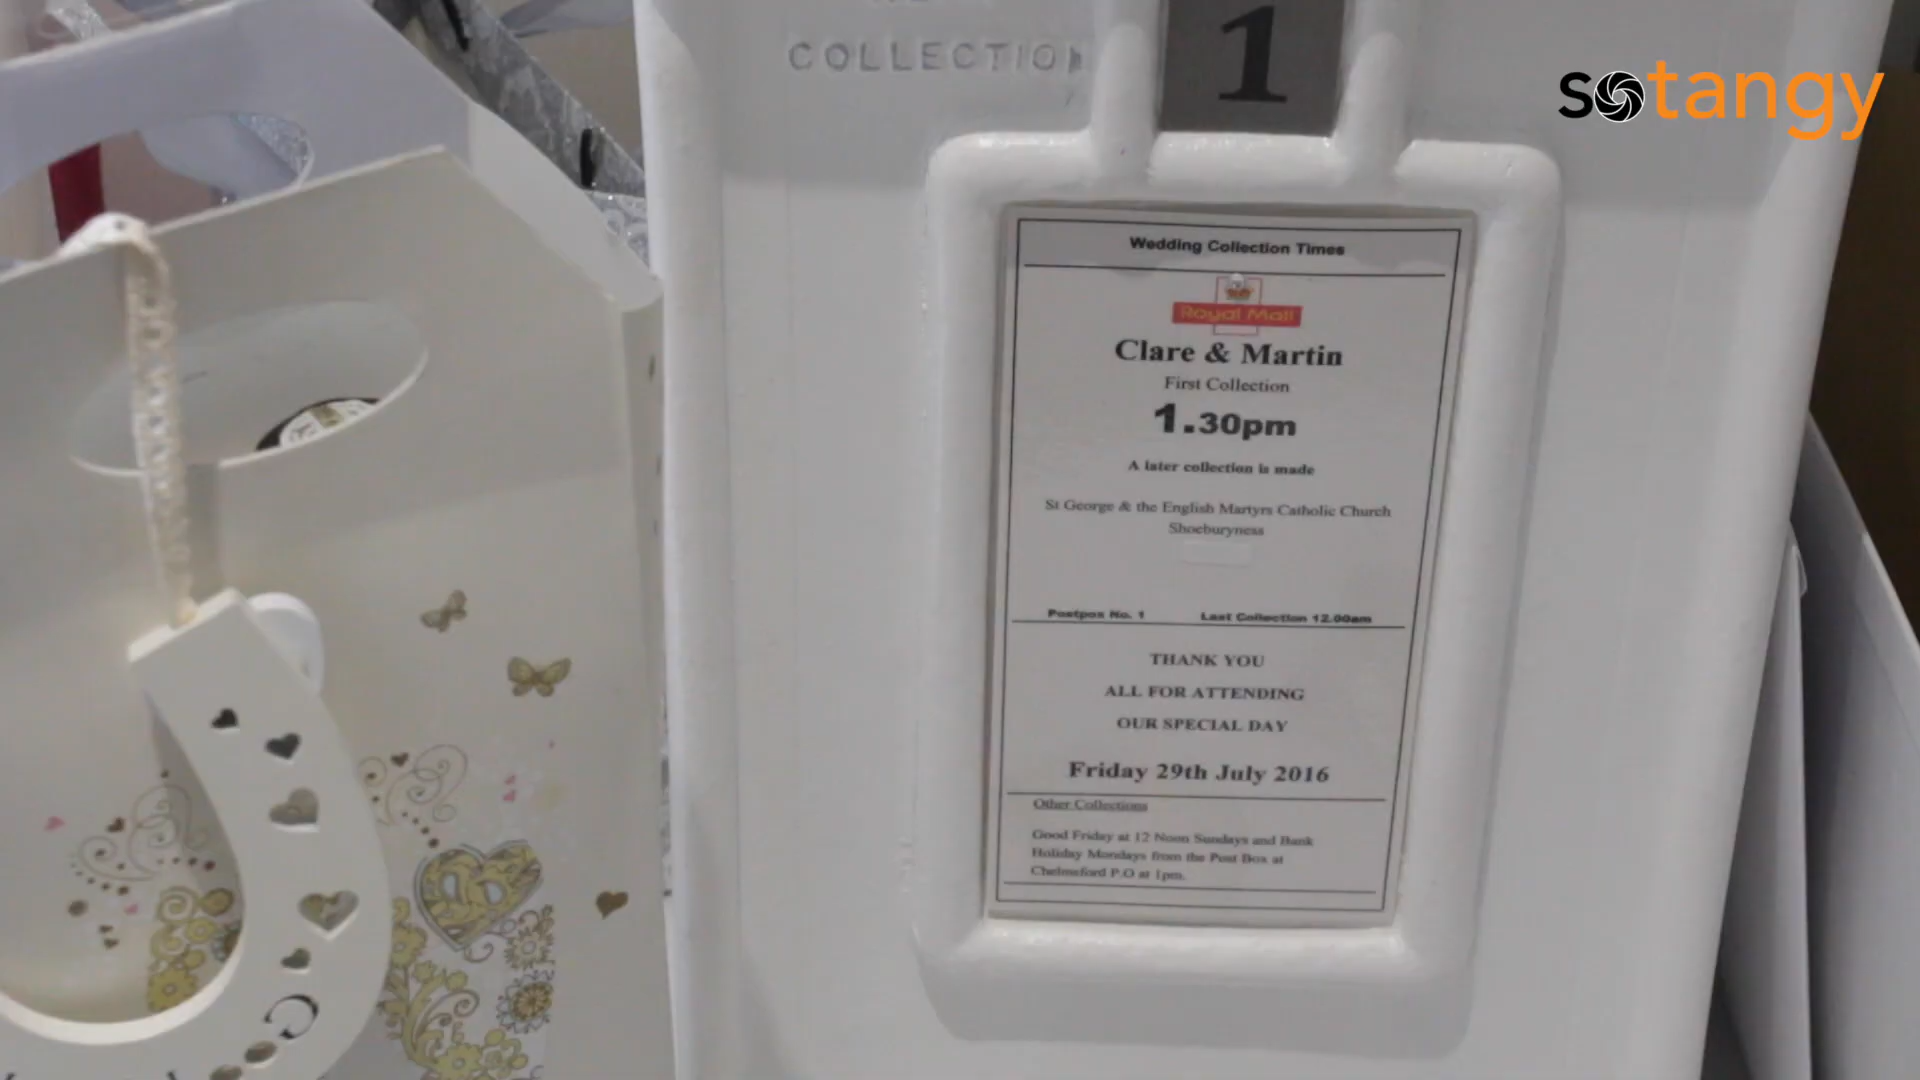 COLLECTION
1
sotangy
Wedding Collection Times
Royal Mail
Clare & Martin
First Collection
1.30pm
A later collection is made
St George & the English Martyrs Catholic Church
Shoeburyness
Postpox No. 1 Last Collection 12.00am
THANK YOU
ALL FOR ATTENDING
OUR SPECIAL DAY
Friday 29th July 2016
Other Collections
Good Friday at 12 Noon Sundays and Bank
Holiday Mondays from the Post Box at
Chelmsford P.O at 1pm.